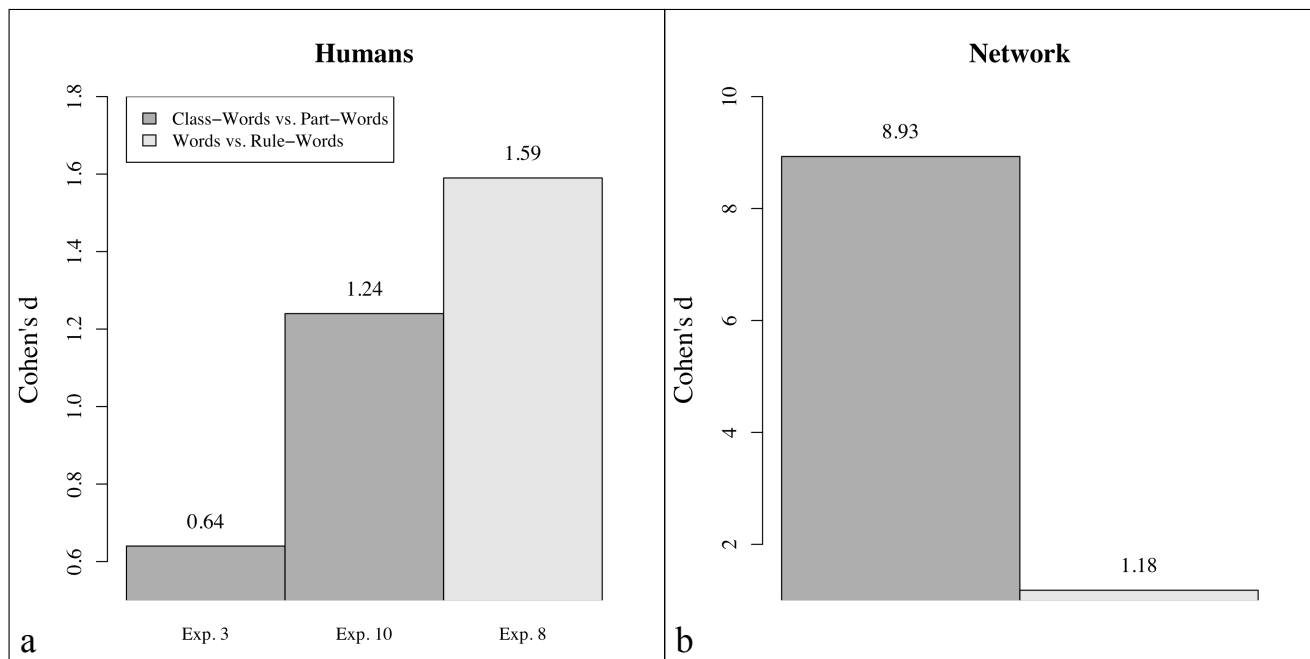 Humans
Class−Words vs. Part−Words
Words vs. Rule−Words
Cohen's d
1.8
1.6
1.4
1.2
1.0
0.8
0.6
0.64
1.24
1.59
Exp. 3
Exp. 10
Exp. 8
a
Network
Cohen's d
10
8
6
4
2
8.93
1.18
b